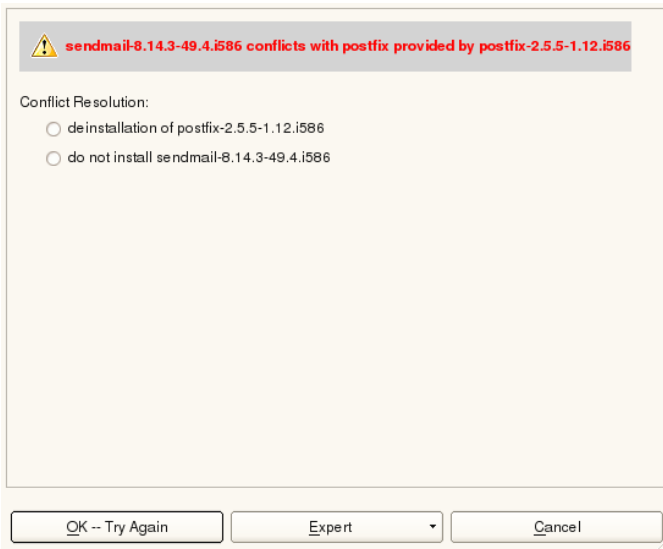 sendmail-8.14.3-49.4.i586 conflicts with postfix provided by postfix-2.5.5-1.12.i586
Conflict Resolution:
deinstallation of postfix-2.5.5-1.12.i586
do not install sendmail-8.14.3-49.4.i586
OK -- Try Again
Expert
Cancel